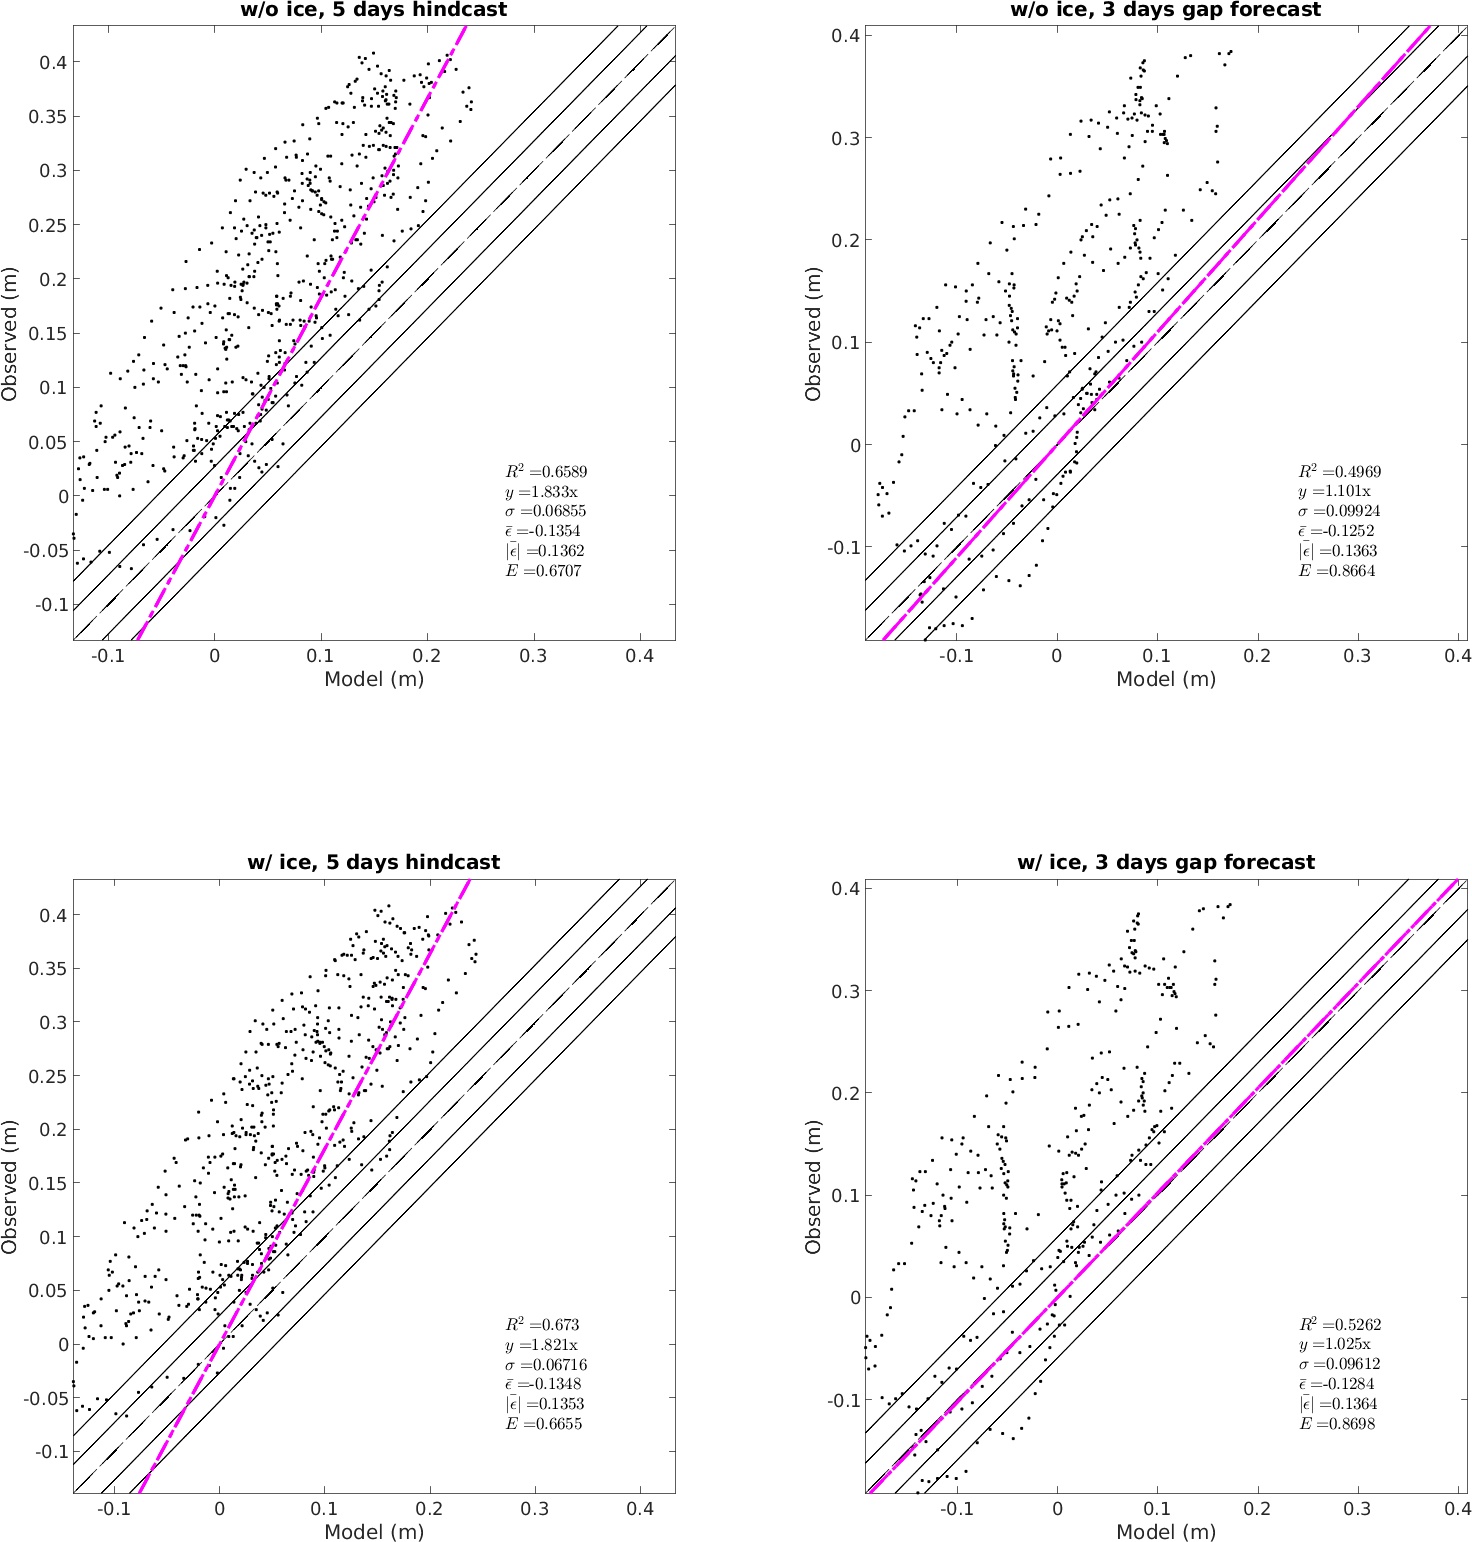 w/o ice, 5 days hindcast
0.4
0.35
0.3
0.25
0.2
0.15
0.1
0.05
0
-0.05
-0.1
Observed (m)
R² =0.6589
y =1.833x
σ =0.06855
ε̄ =-0.1354
|ε̄| =0.1362
E =0.6707
-0.1 0 0.1 0.2 0.3 0.4
Model (m)
w/o ice, 3 days gap forecast
0.4
0.3
0.2
0.1
0
-0.1
Observed (m)
R² =0.4969
y =1.101x
σ =0.09924
ε̄ =-0.1252
|ε̄| =0.1363
E =0.8664
-0.1 0 0.1 0.2 0.3 0.4
Model (m)
w/ ice, 5 days hindcast
0.4
0.35
0.3
0.25
0.2
0.15
0.1
0.05
0
-0.05
-0.1
Observed (m)
R² =0.673
y =1.821x
σ =0.06716
ε̄ =-0.1348
|ε̄| =0.1353
E =0.6655
-0.1 0 0.1 0.2 0.3 0.4
Model (m)
w/ ice, 3 days gap forecast
0.4
0.3
0.2
0.1
0
-0.1
Observed (m)
R² =0.5262
y =1.025x
σ =0.09612
ε̄ =-0.1284
|ε̄| =0.1364
E =0.8698
-0.1 0 0.1 0.2 0.3 0.4
Model (m)